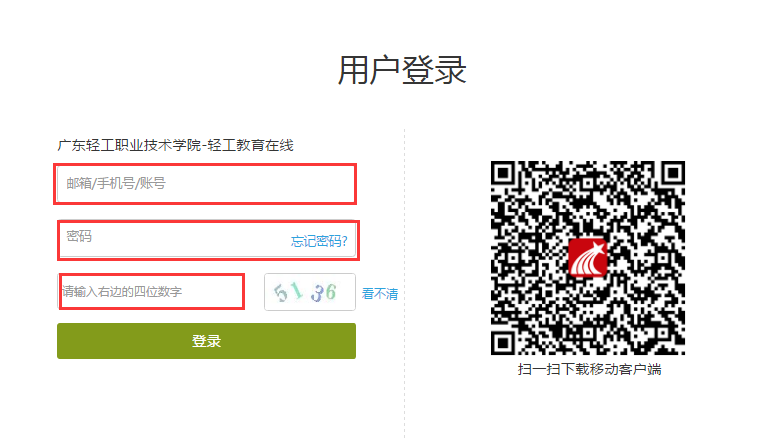 用户登录
广东轻工职业技术学院-轻工教育在线
邮箱/手机号/账号
密码 忘记密码?
请输入右边的四位数字 5136 看不清
登录
扫一扫下载移动客户端